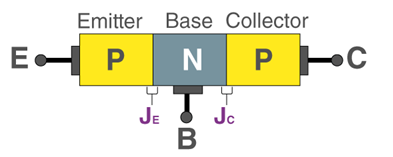 Emitter Base Collector
E P N P C
JE JC
B